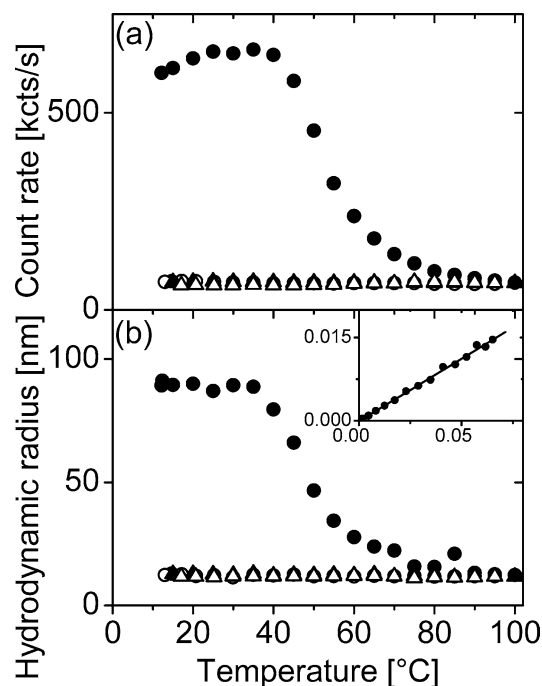 (a)
Count rate [kcts/s]
500
0
(b)
Hydrodynamic radius [nm]
100
50
0
0.015
0.000
0.00 0.05
0 20 40 60 80 100
Temperature [°C]